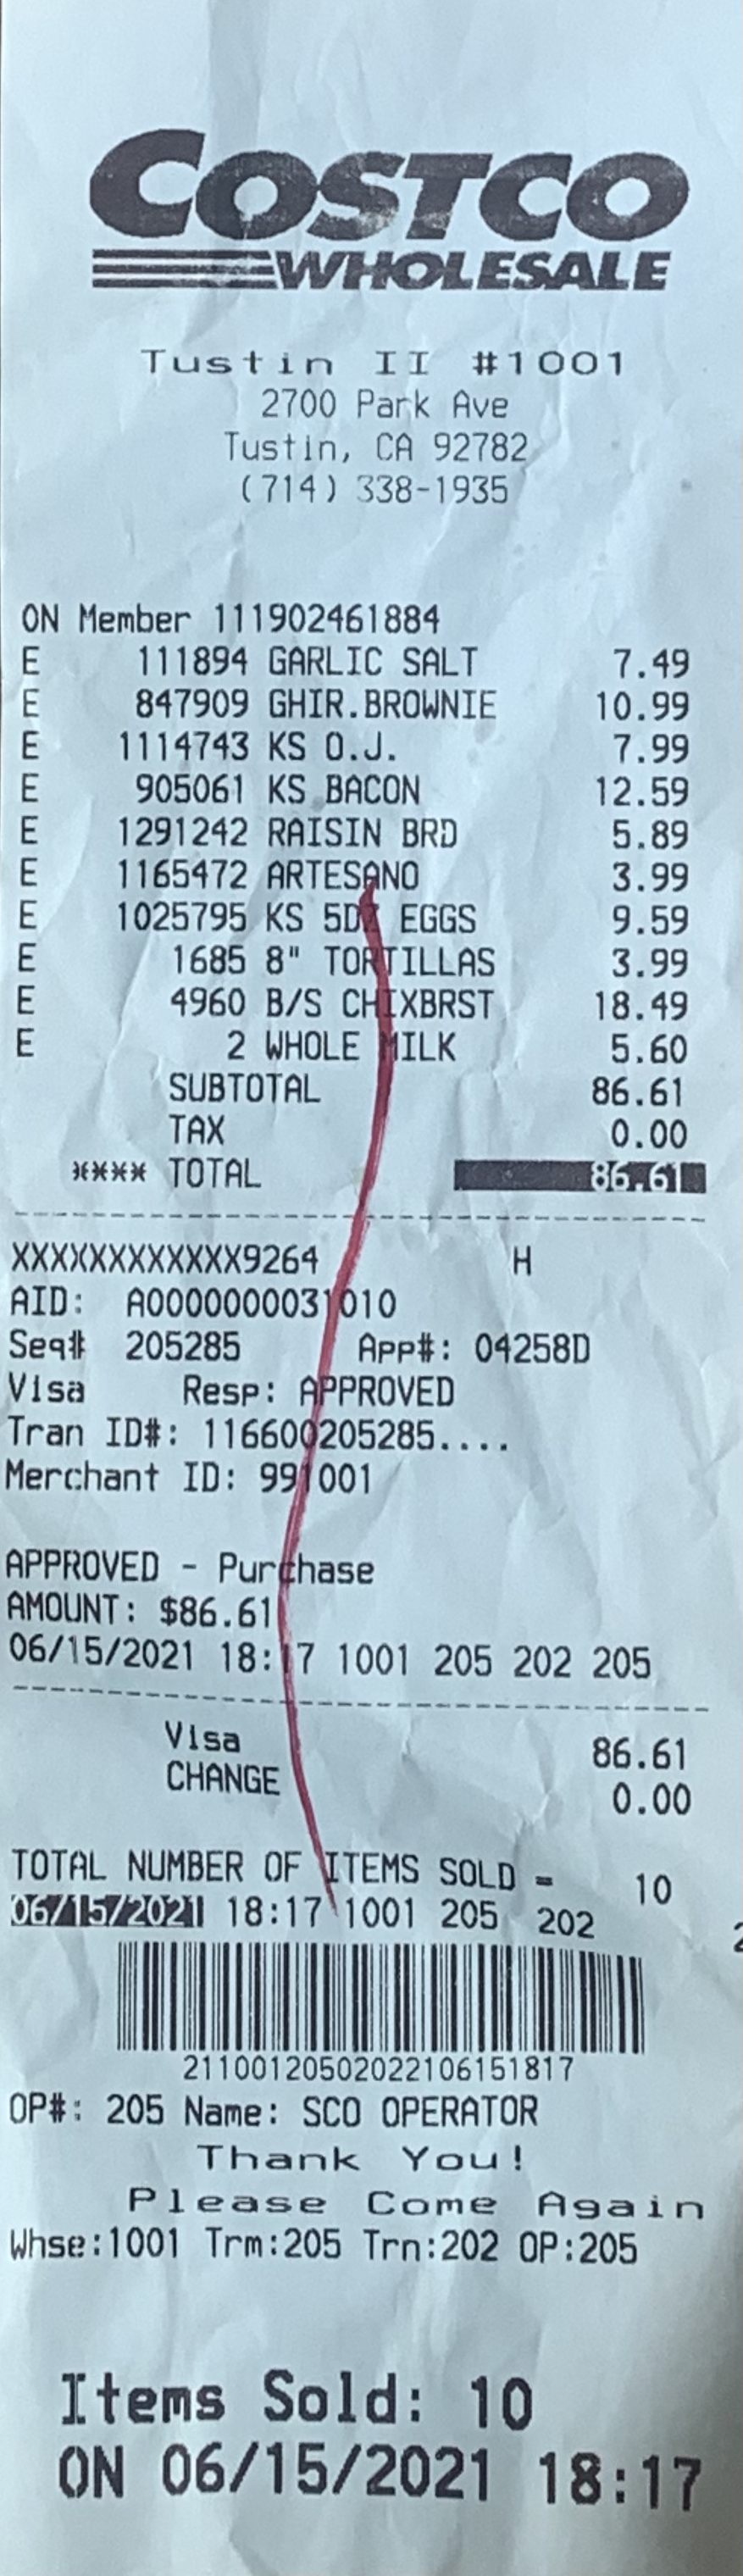 COSTCO
WHOLESALE
Tustin II #1001
2700 Park Ave
Tustin, CA 92782
(714) 338-1935
ON Member 111902461884
E 111894 GARLIC SALT 7.49
E 847909 GHIR.BROWNIE 10.99
E 1114743 KS O.J. 7.99
E 905061 KS BACON 12.59
E 1291242 RAISIN BRD 5.89
E 1165472 ARTESANO 3.99
E 1025795 KS 5DZ EGGS 9.59
E 1685 8" TORTILLAS 3.99
E 4960 B/S CHIXBRST 18.49
E 2 WHOLE MILK 5.60
SUBTOTAL 86.61
TAX 0.00
**** TOTAL 86.61
XXXXXXXXXXXX9264 H
AID: A0000000031010
Seq# 205285 App#: 04258D
Visa Resp: APPROVED
Tran ID#: 116600205285....
Merchant ID: 991001
APPROVED - Purchase
AMOUNT: $86.61
06/15/2021 18:17 1001 205 202 205
Visa 86.61
CHANGE 0.00
TOTAL NUMBER OF ITEMS SOLD = 10
06/15/2021 18:17 1001 205 202 2
21100120502022106151817
OP#: 205 Name: SCO OPERATOR
Thank You!
Please Come Again
Whse:1001 Trm:205 Trn:202 OP:205
Items Sold: 10
ON 06/15/2021 18:17